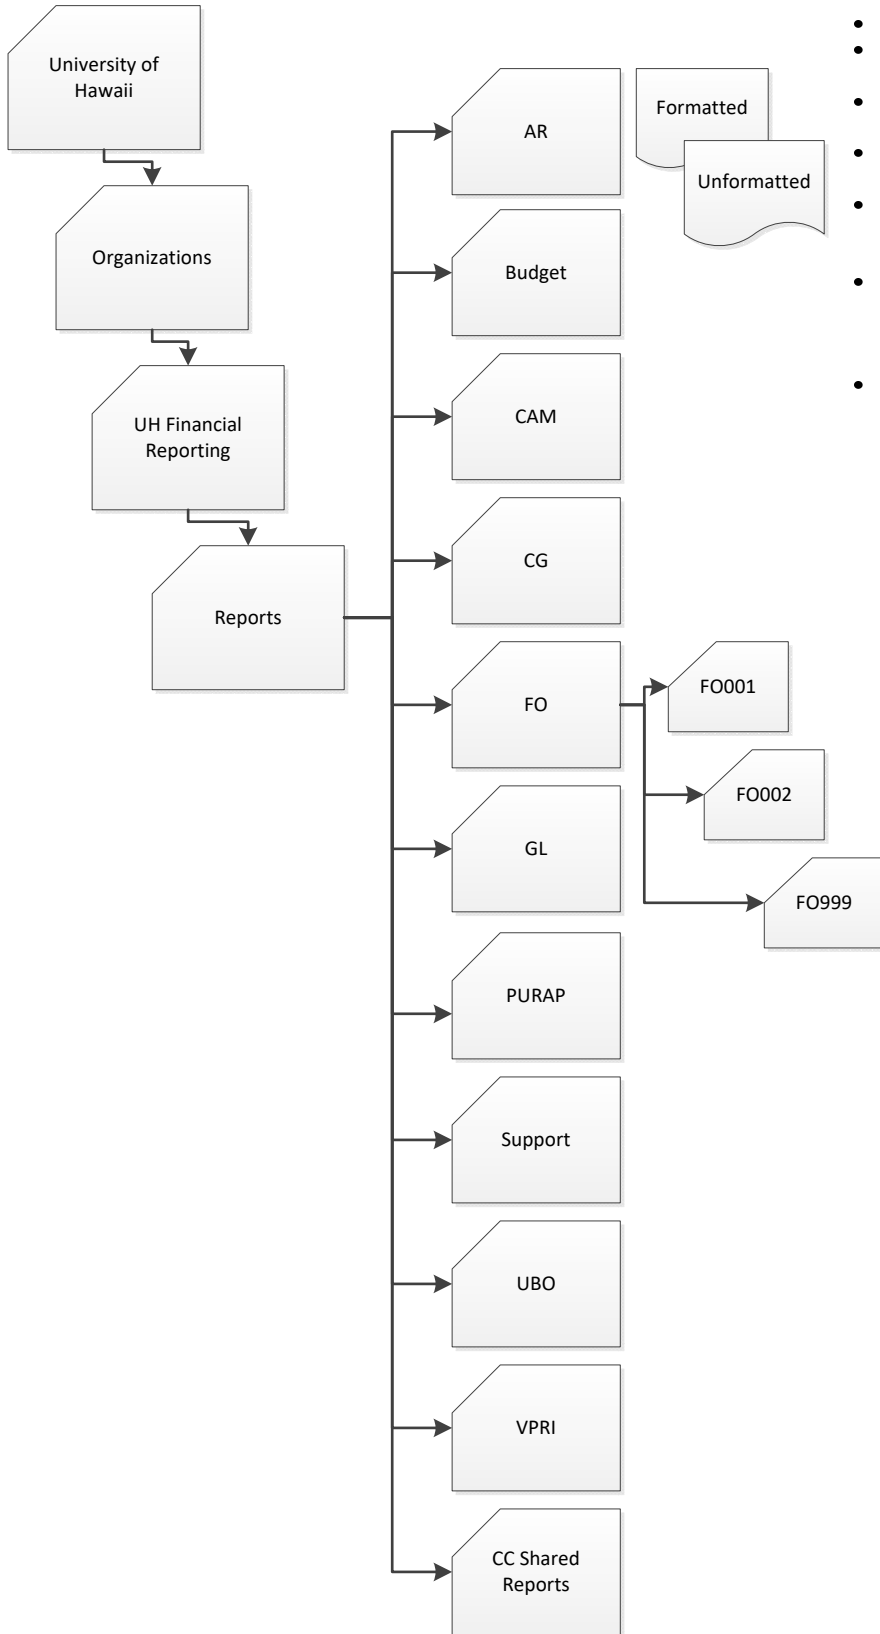 University of
Hawaii
Organizations
UH Financial
Reporting
Reports
AR
Formatted
Unformatted
Budget
CAM
CG
FO
FO001
FO002
FO999
GL
PURAP
Support
UBO
VPRI
CC Shared
Reports